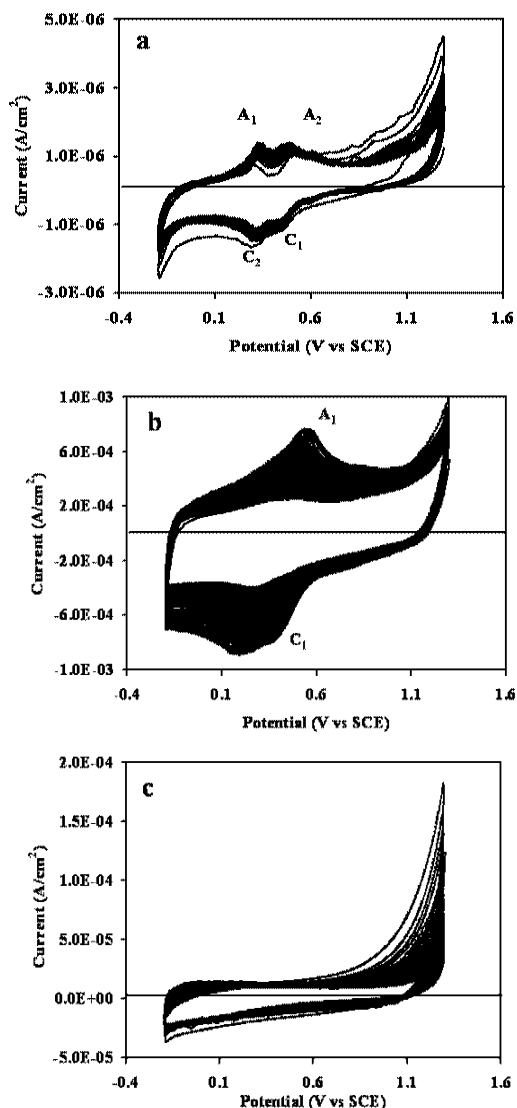 a
5.0E-06
3.0E-06
1.0E-06
-1.0E-06
-3.0E-06
Current (A/cm²)
A₁
A₂
C₂
C₁
-0.4
0.1
0.6
1.1
1.6
Potential (V vs SCE)
b
1.0E-03
6.0E-04
2.0E-04
-2.0E-04
-6.0E-04
-1.0E-03
Current (A/cm²)
A₁
C₁
-0.4
0.1
0.6
1.1
1.6
Potential (V vs SCE)
c
2.0E-04
1.5E-04
1.0E-04
5.0E-05
0.0E+00
-5.0E-05
Current (A/cm²)
-0.4
0.1
0.6
1.1
1.6
Potential (V vs SCE)